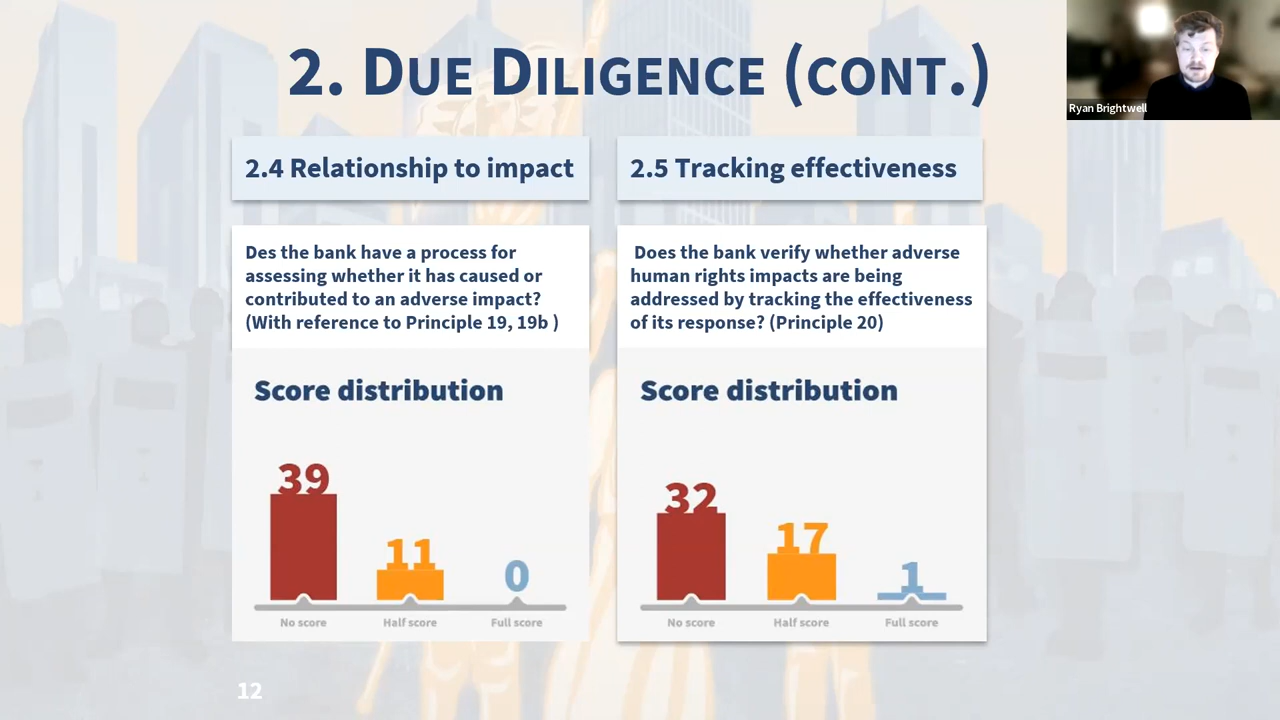 2. DUE DILIGENCE (CONT.)
Ryan Brightwell
2.4 Relationship to impact
Des the bank have a process for
assessing whether it has caused or
contributed to an adverse impact?
(With reference to Principle 19, 19b )
Score distribution
39
11
0
No score
Half score
Full score
2.5 Tracking effectiveness
Does the bank verify whether adverse
human rights impacts are being
addressed by tracking the effectiveness
of its response? (Principle 20)
Score distribution
32
17
1
No score
Half score
Full score
12